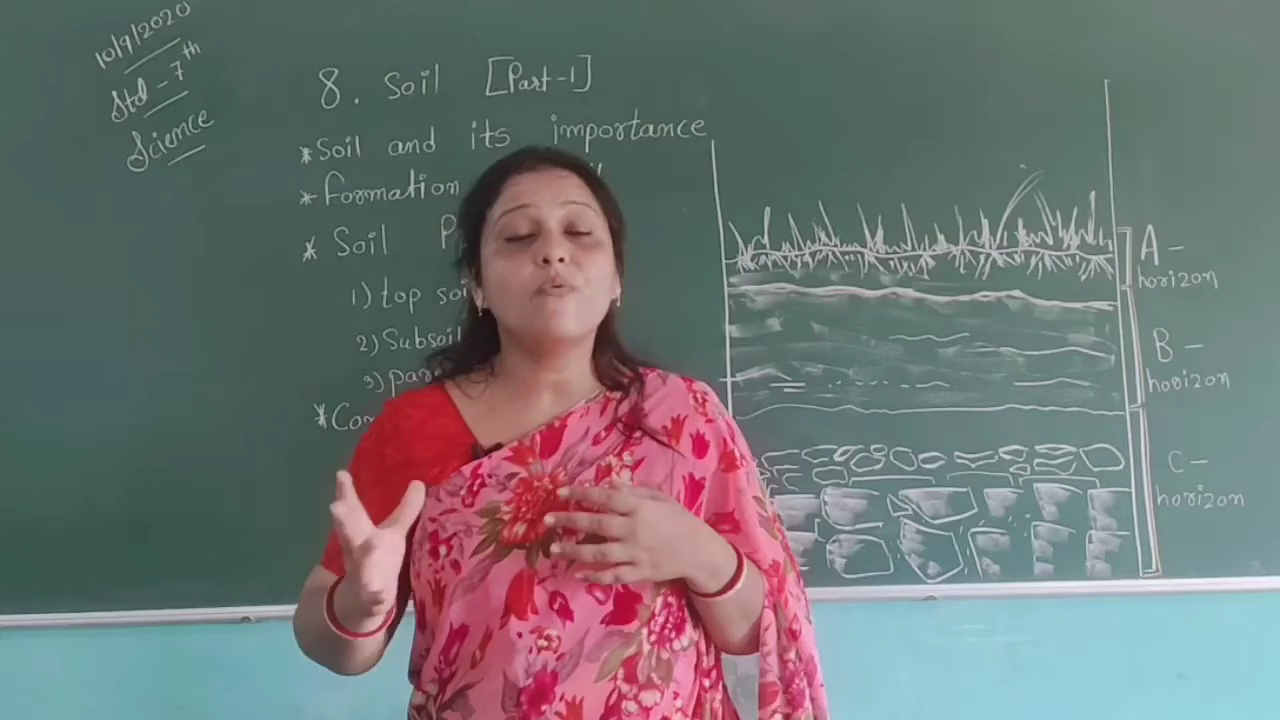 10/9/2020
Std - 7th
Science
8. Soil [Part-1]
* Soil and its importance
* Formation
* Soil P
1) top soi
2) Subsoil
3) par
* Co
A -
horizon
B -
horizon
C -
horizon